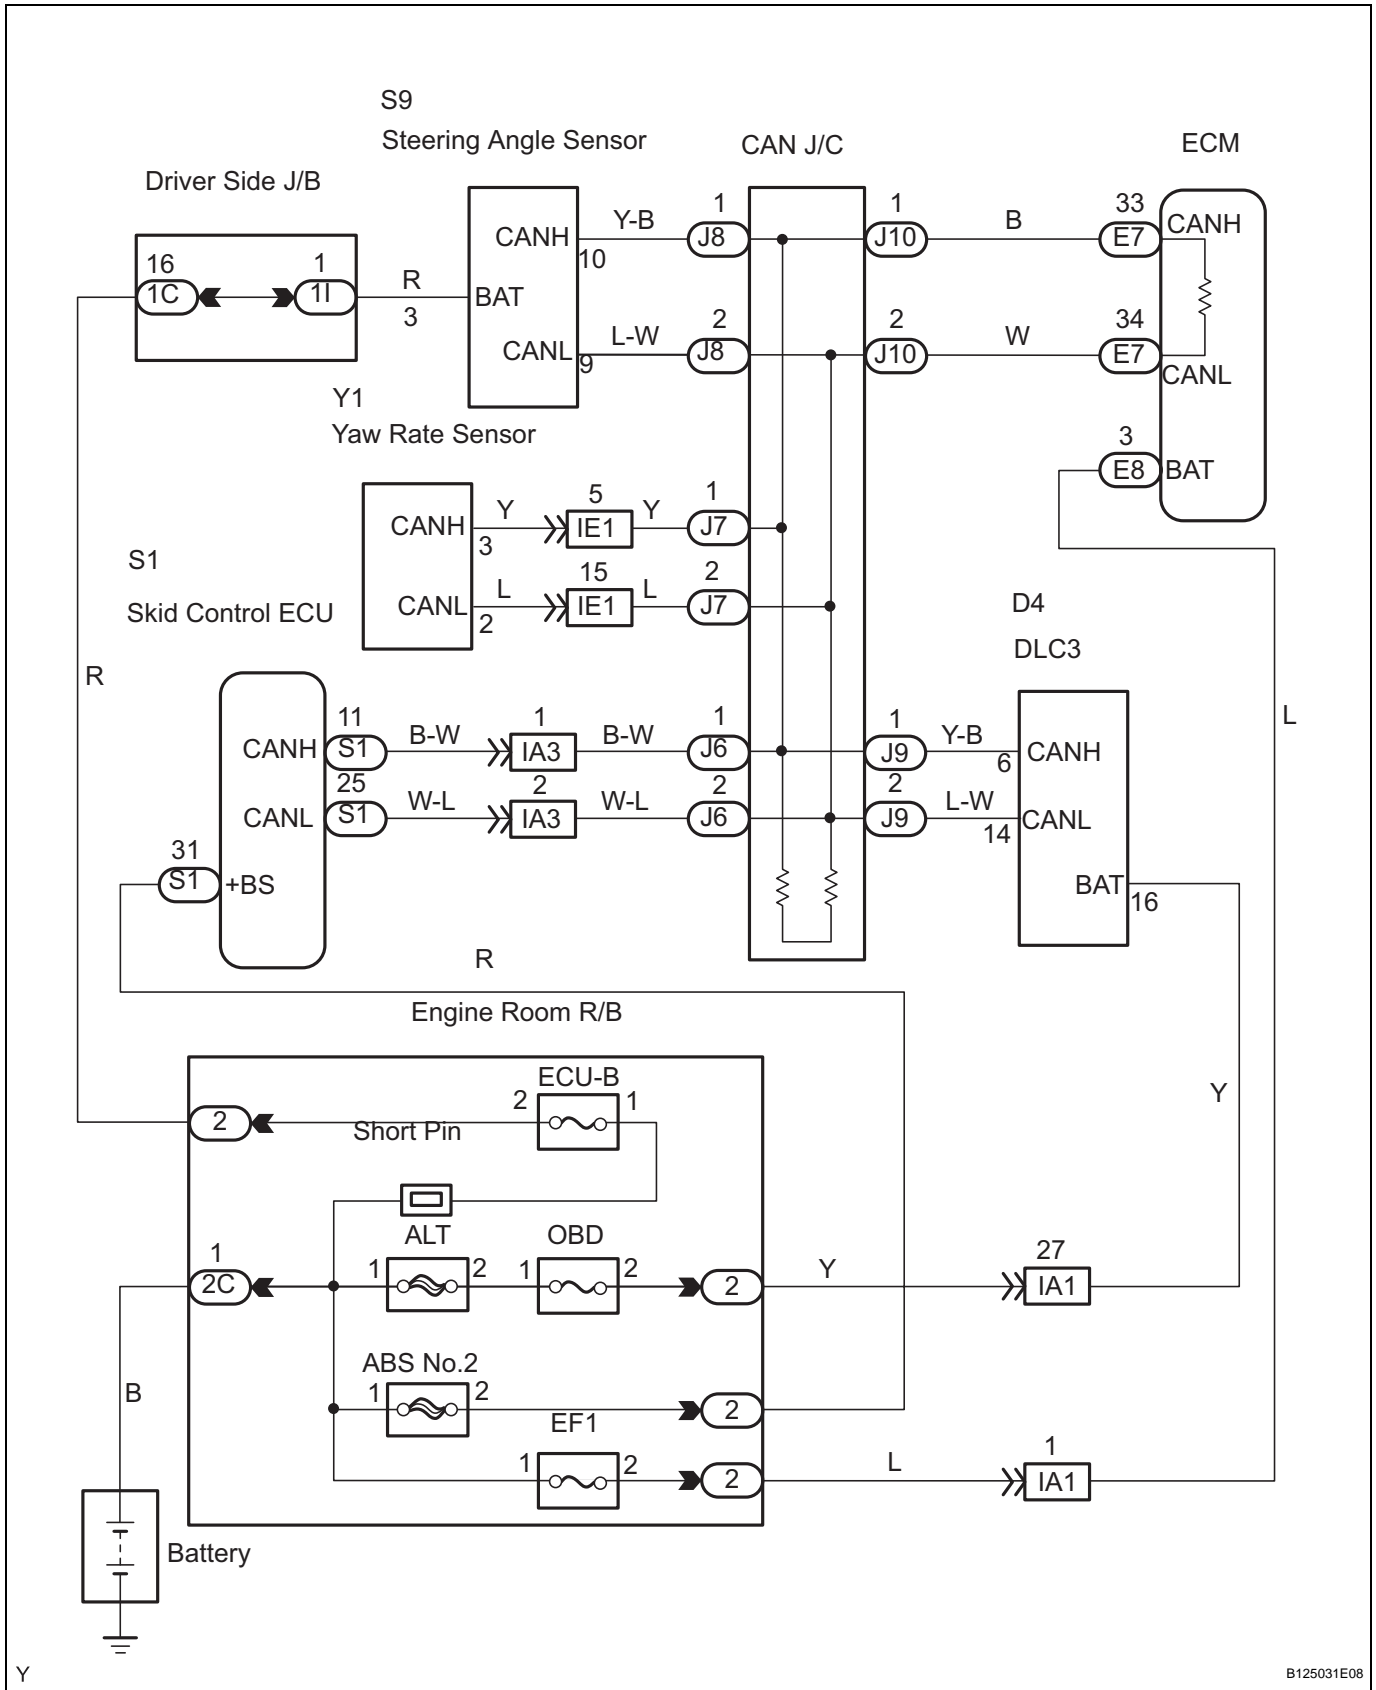 S9
Steering Angle Sensor
CAN J/C
ECM
Driver Side J/B
16
1C
1
1I
R
3
CANH
10
BAT
CANL
9
Y-B
L-W
1
J8
2
J8
1
J10
2
J10
B
W
33
E7
CANH
34
E7
CANL
3
E8
BAT
Y1
Yaw Rate Sensor
CANH
3
Y
5
IE1
Y
1
J7
CANL
2
L
15
IE1
L
2
J7
S1
Skid Control ECU
D4
DLC3
R
L
CANH
11
S1
B-W
1
IA3
B-W
1
J6
1
J9
Y-B
6
CANH
CANL
25
S1
W-L
2
IA3
W-L
2
J6
2
J9
L-W
14
CANL
31
S1
+BS
BAT
16
R
Engine Room R/B
ECU-B
2
2
1
Short Pin
Y
ALT
OBD
1
2C
1
2
1
2
2
Y
27
IA1
ABS No.2
1
2
2
B
EF1
1
2
2
L
1
IA1
Battery
Y
B125031E08